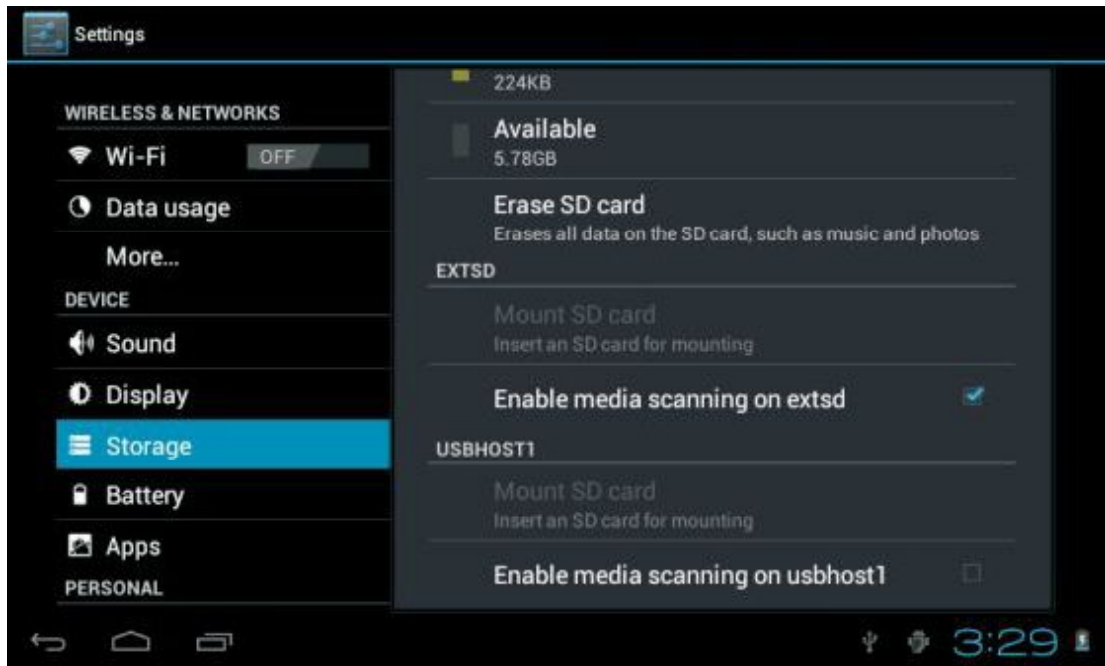 Settings
WIRELESS & NETWORKS
Wi-Fi OFF
Data usage
More...
DEVICE
Sound
Display
Storage
Battery
Apps
PERSONAL
224KB
Available
5.78GB
Erase SD card
Erases all data on the SD card, such as music and photos
EXTSD
Mount SD card
Insert an SD card for mounting
Enable media scanning on extsd
USBHOST1
Mount SD card
Insert an SD card for mounting
Enable media scanning on usbhost1
3:29